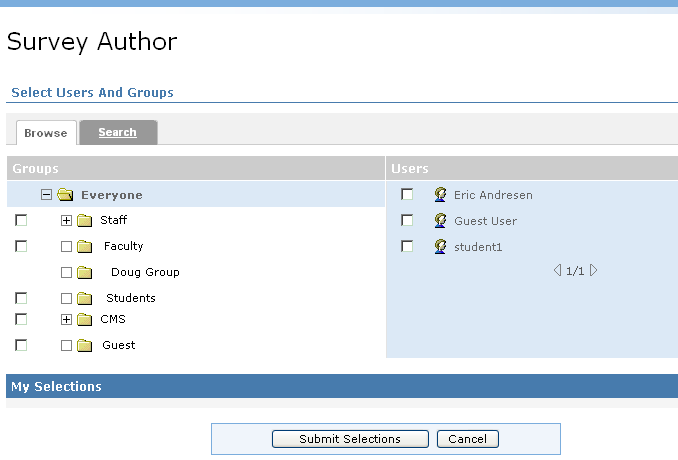 Survey Author
Select Users And Groups
Browse Search
Groups Users
Everyone Eric Andresen
Staff Guest User
Faculty student1
Doug Group 1/1
Students
CMS
Guest
My Selections
Submit Selections Cancel